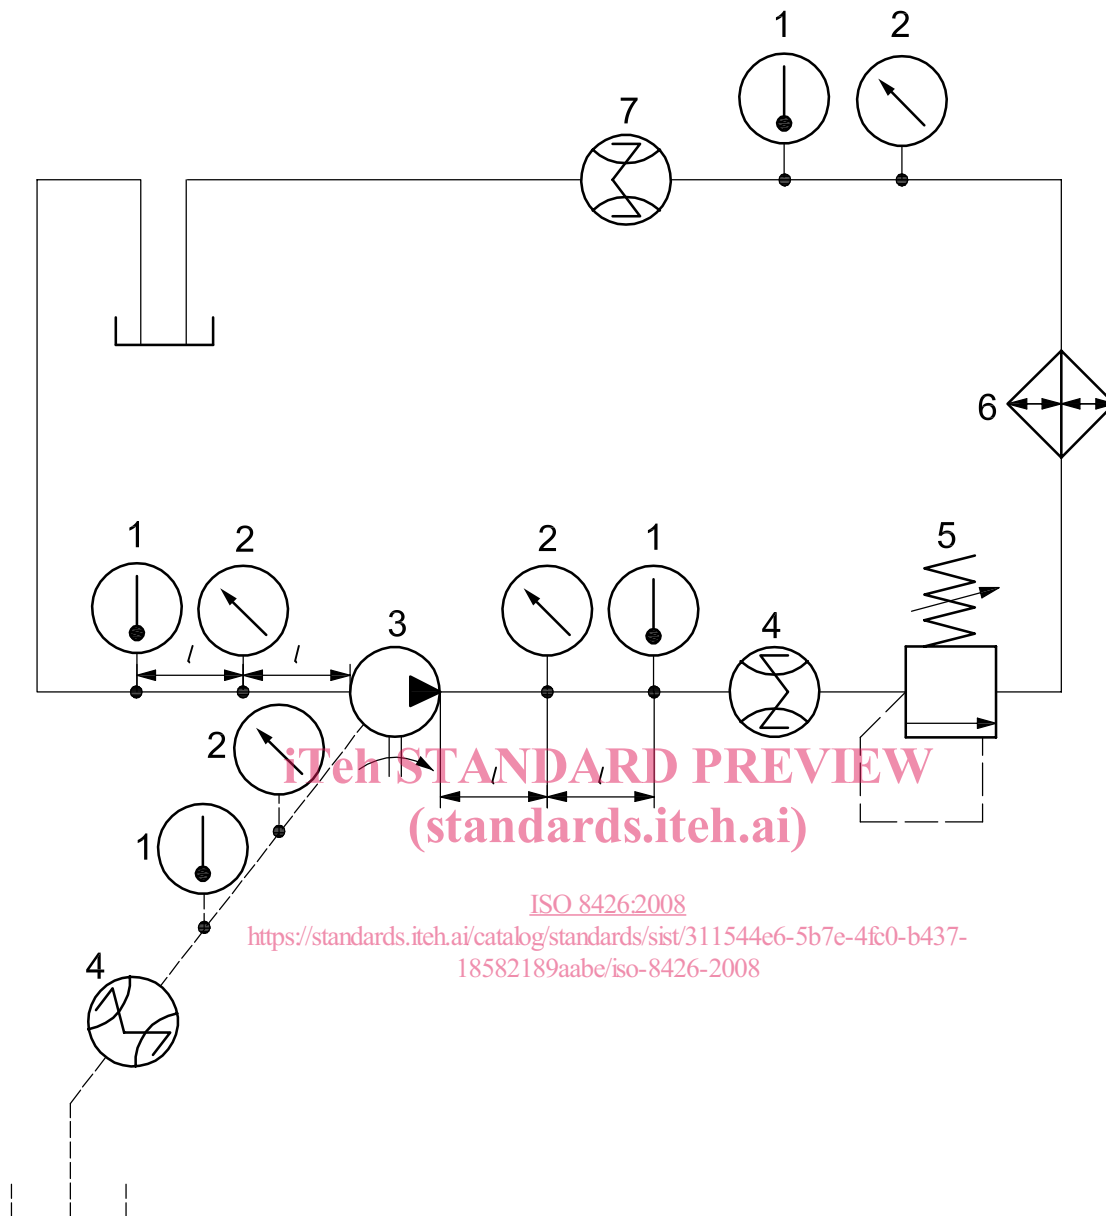 1 2
7
6
1 2 2 1 5
3 4
l l
2
iTeh STANDARD PREVIEW
l l
(standards.iteh.ai)
1
ISO 8426:2008
https://standards.iteh.ai/catalog/standards/sist/311544e6-5b7e-4fc0-b437-
18582189aabe/iso-8426-2008
4